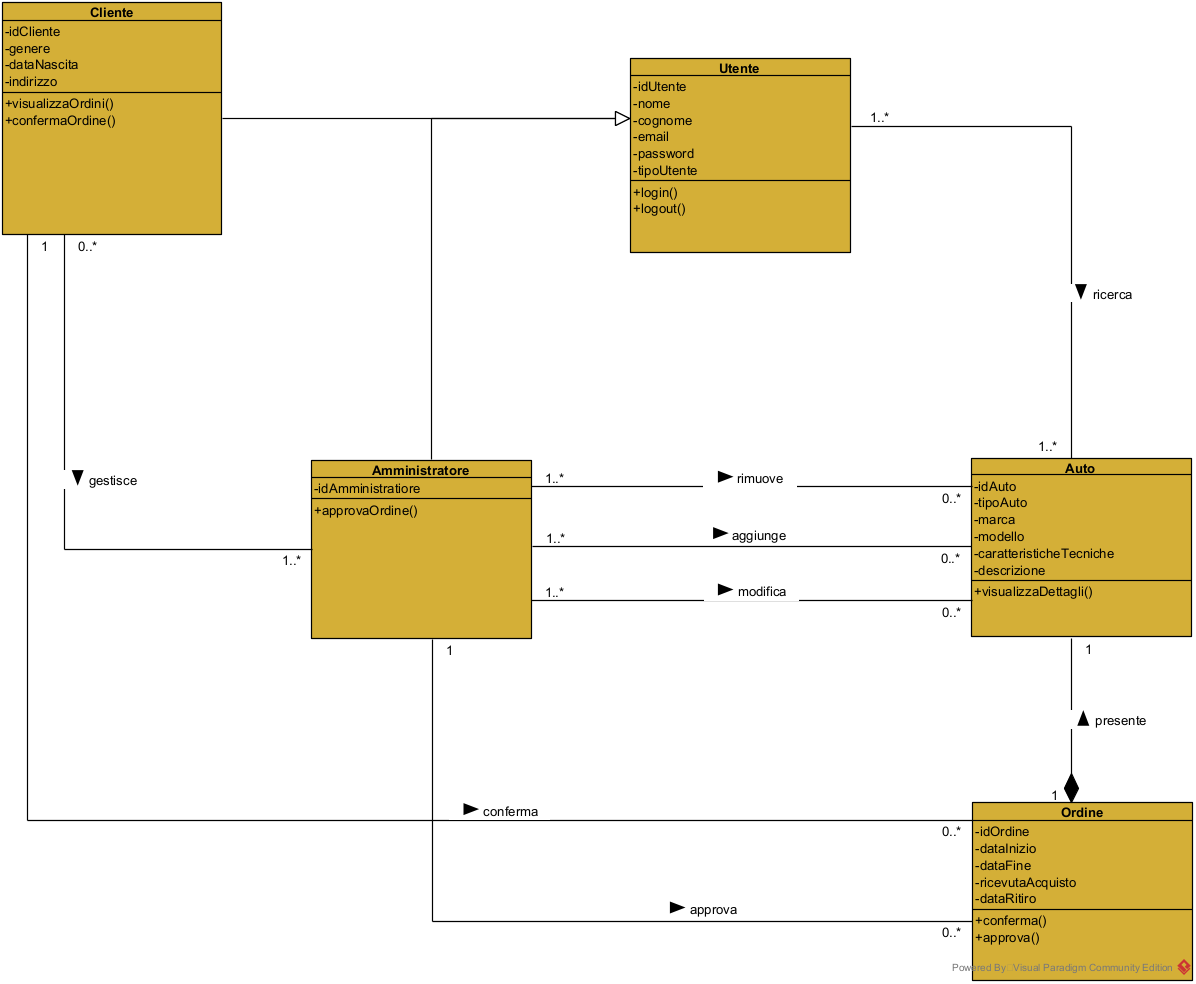 Cliente
-idCliente
-genere
-dataNascita
-indirizzo
+visualizzaOrdini()
+confermaOrdine()
Utente
-idUtente
-nome
-cognome
-email
-password
-tipoUtente
+login()
+logout()
1..*
1
0..*
ricerca
1..*
gestisce
1..*
Amministratore
-idAmministratiore
+approvaOrdine()
1..*
rimuove
0..*
1..*
aggiunge
0..*
1..*
modifica
0..*
Auto
-idAuto
-tipoAuto
-marca
-modello
-caratteristicheTecniche
-descrizione
+visualizzaDettagli()
1
1
presente
1
conferma
0..*
approva
0..*
Ordine
-idOrdine
-dataInizio
-dataFine
-ricevutaAcquisto
-dataRitiro
+conferma()
+approva()
Powered By Visual Paradigm Community Edition